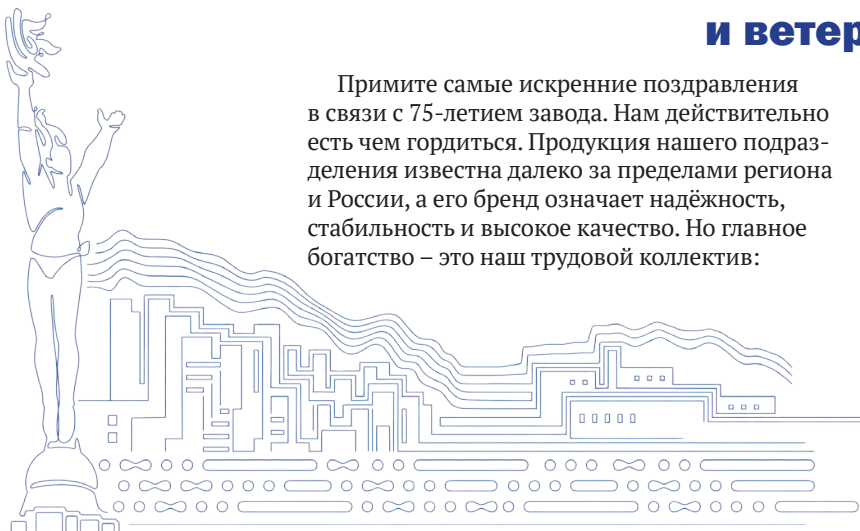 и ветер
Примите самые искренние поздравления
в связи с 75-летием завода. Нам действительно
есть чем гордиться. Продукция нашего подраз-
деления известна далеко за пределами региона
и России, а его бренд означает надёжность,
стабильность и высокое качество. Но главное
богатство – это наш трудовой коллектив: